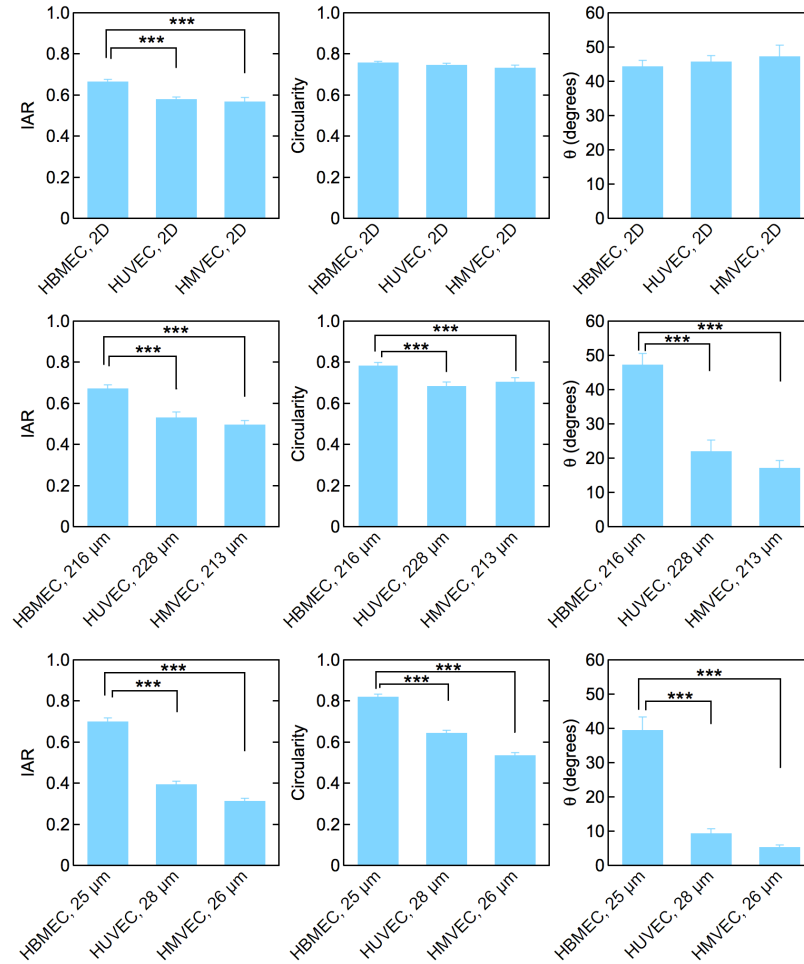 IAR
1.0
0.8
0.6
0.4
0.2
0
***
***
HBMEC, 2D
HUVEC, 2D
HMVEC, 2D
Circularity
1.0
0.8
0.6
0.4
0.2
0
HBMEC, 2D
HUVEC, 2D
HMVEC, 2D
θ (degrees)
60
50
40
30
20
10
0
HBMEC, 2D
HUVEC, 2D
HMVEC, 2D
IAR
1.0
0.8
0.6
0.4
0.2
0
***
***
HBMEC, 216 µm
HUVEC, 228 µm
HMVEC, 213 µm
Circularity
1.0
0.8
0.6
0.4
0.2
0
***
***
HBMEC, 216 µm
HUVEC, 228 µm
HMVEC, 213 µm
θ (degrees)
60
50
40
30
20
10
0
***
***
HBMEC, 216 µm
HUVEC, 228 µm
HMVEC, 213 µm
IAR
1.0
0.8
0.6
0.4
0.2
0
***
***
HBMEC, 25 µm
HUVEC, 28 µm
HMVEC, 26 µm
Circularity
1.0
0.8
0.6
0.4
0.2
0
***
***
HBMEC, 25 µm
HUVEC, 28 µm
HMVEC, 26 µm
θ (degrees)
60
50
40
30
20
10
0
***
***
HBMEC, 25 µm
HUVEC, 28 µm
HMVEC, 26 µm